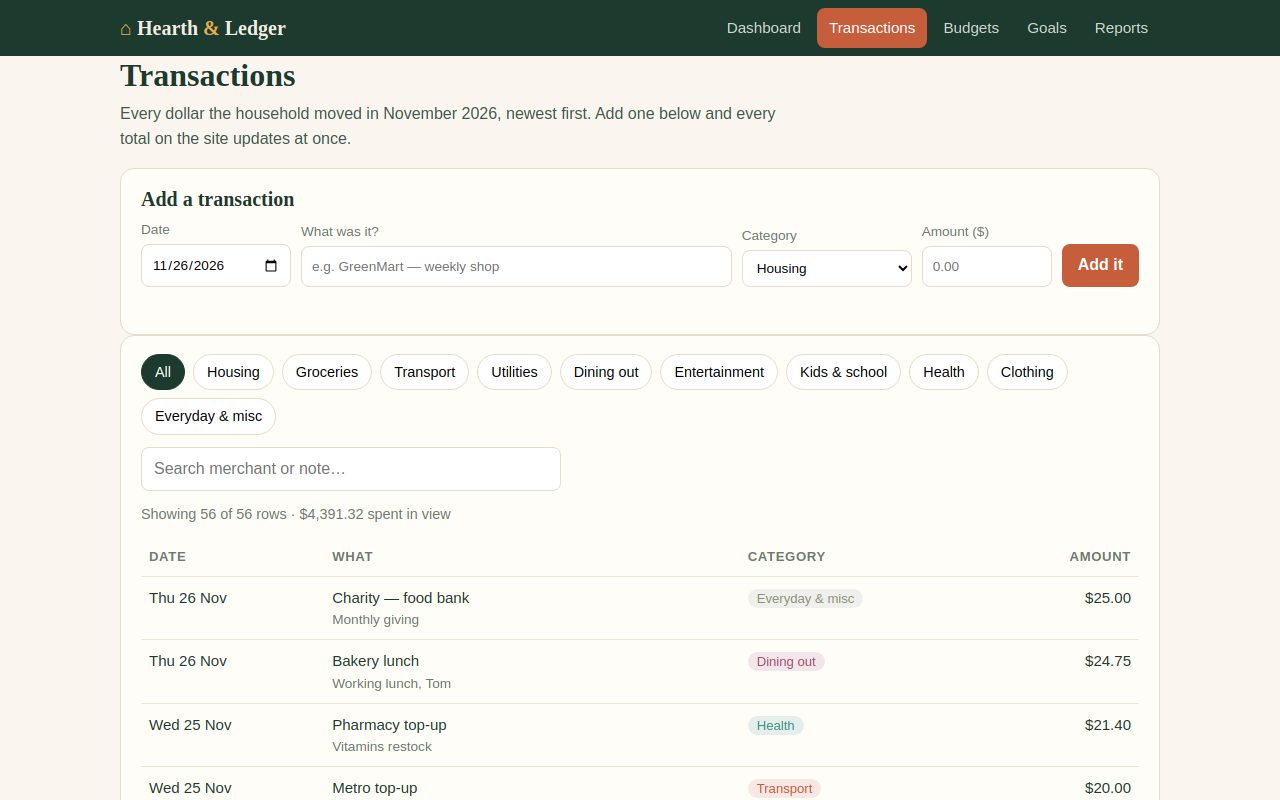 ⌂ Hearth & Ledger
Dashboard Transactions Budgets Goals Reports
Transactions
Every dollar the household moved in November 2026, newest first. Add one below and every
total on the site updates at once.
Add a transaction
Date What was it? Category Amount ($)
11/26/2026 e.g. GreenMart — weekly shop Housing 0.00 Add it
All Housing Groceries Transport Utilities Dining out Entertainment Kids & school Health Clothing
Everyday & misc
Search merchant or note…
Showing 56 of 56 rows · $4,391.32 spent in view
DATE WHAT CATEGORY AMOUNT
Thu 26 Nov Charity — food bank Everyday & misc $25.00
Monthly giving
Thu 26 Nov Bakery lunch Dining out $24.75
Working lunch, Tom
Wed 25 Nov Pharmacy top-up Health $21.40
Vitamins restock
Wed 25 Nov Metro top-up Transport $20.00